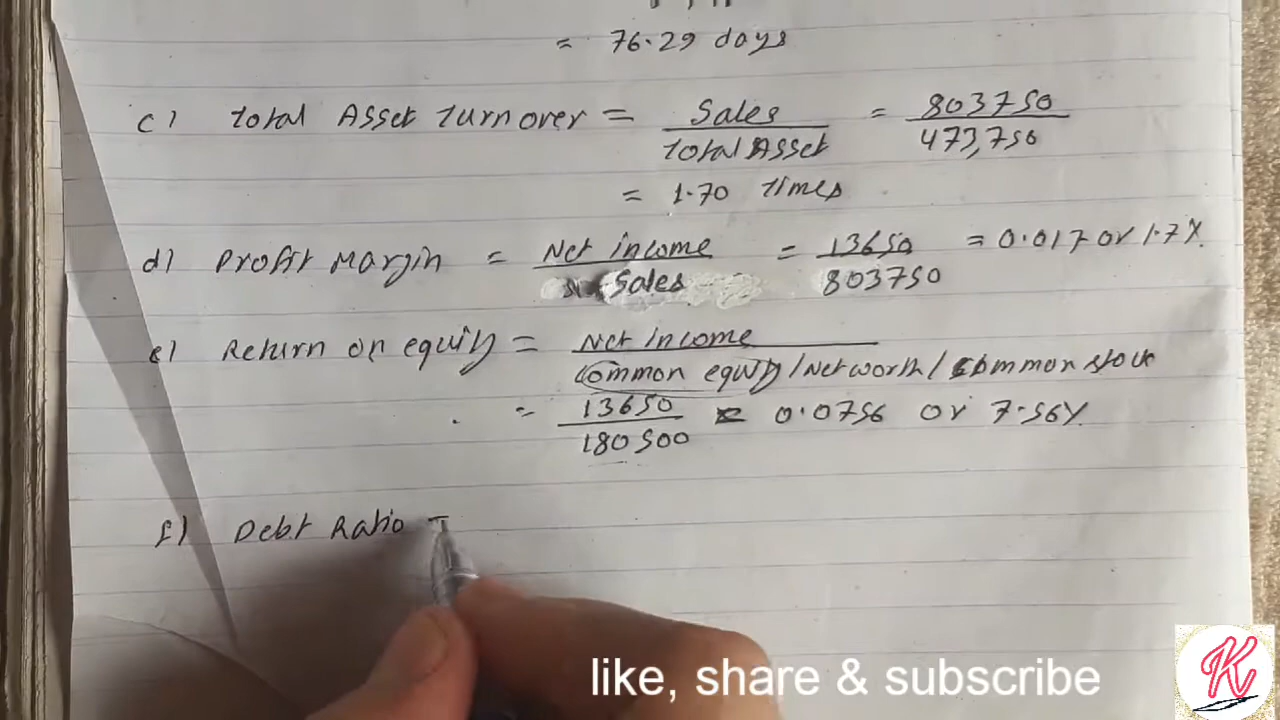 = 76.29 days
c) Total Asset Turnover = Sales / Total Asset = 803750 / 473,750
= 1.70 times
d) Profit Margin = Net income / Sales = 13650 / 803750 = 0.017 or 1.7%
e) Return on equity = Net income / Common equity / Net worth / Common stock
= 13650 / 180500 = 0.0756 or 7.56%
f) Debt Ratio =
like, share & subscribe
K